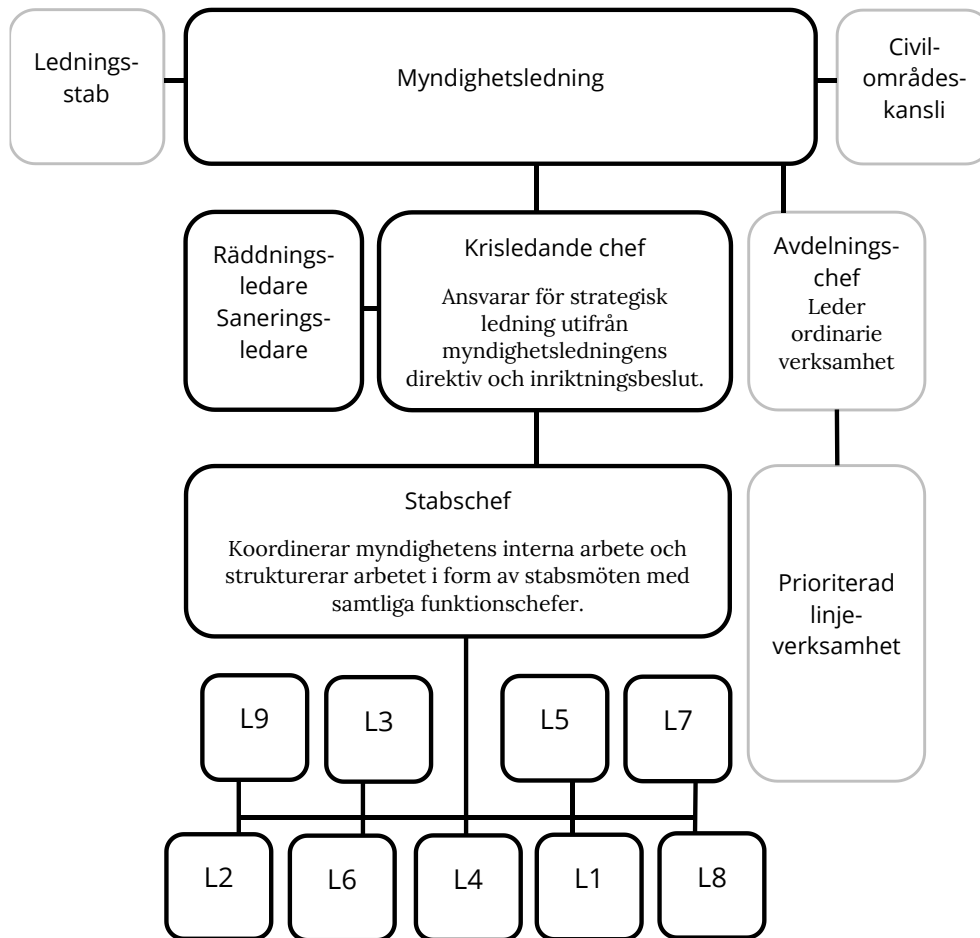 Lednings-
stab
Myndighetsledning
Civil-
områdes-
kansli
Räddnings-
ledare
Sanerings-
ledare
Krisledande chef
Ansvarar för strategisk
ledning utifrån
myndighetsledningens
direktiv och inriktningsbeslut.
Avdelnings-
chef
Leder
ordinarie
verksamhet
Stabschef
Koordinerar myndighetens interna arbete och
strukturerar arbetet i form av stabsmöten med
samtliga funktionschefer.
Prioriterad
linje-
verksamhet
L9
L3
L5
L7
L2
L6
L4
L1
L8